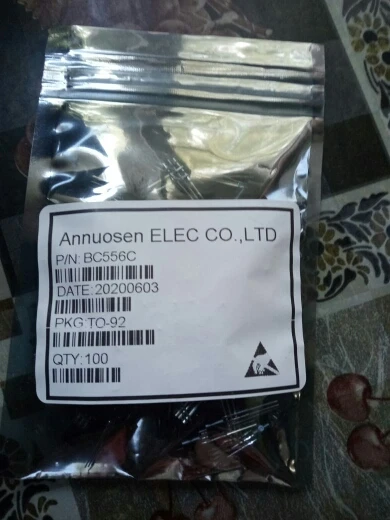 Annuosen ELEC CO.,LTD
P/N:BC556C
DATE:20200603
PKG:TO-92
QTY:100